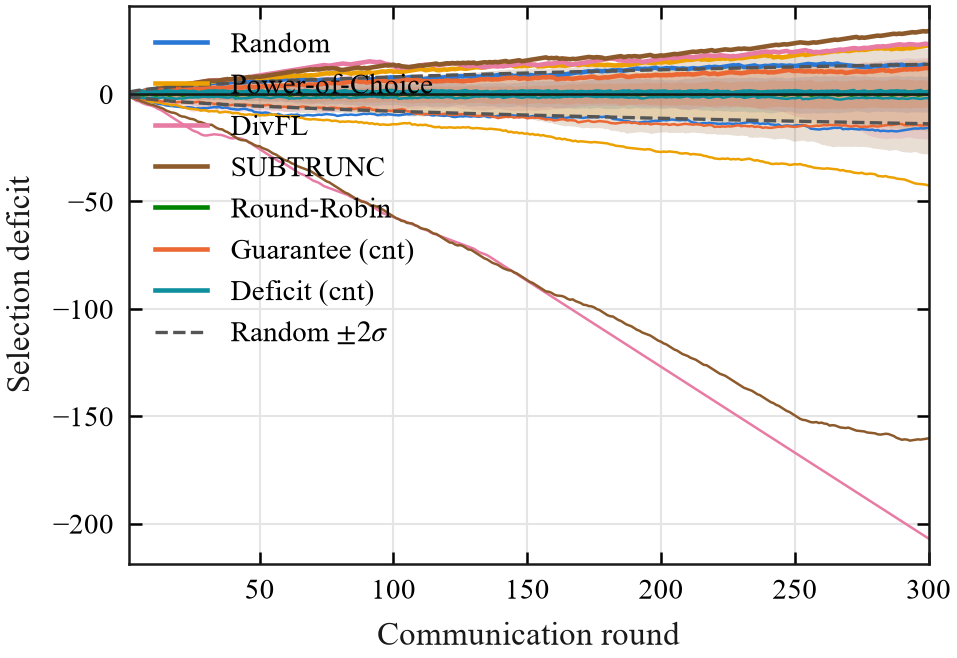 Random
Power-of-Choice
DivFL
SUBTRUNC
Round-Robin
Guarantee (cnt)
Deficit (cnt)
Random ±2σ
Selection deficit
0
−50
−100
−150
−200
50 100 150 200 250 300
Communication round